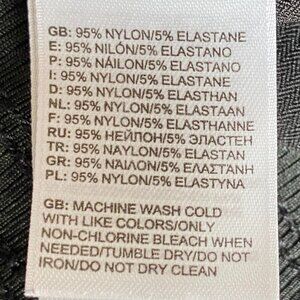 GB: 95% NYLON/5% ELASTANE
E: 95% NILÓN/5% ELASTANO
P: 95% NÁILON/5% ELASTANO
I: 95% NYLON/5% ELASTANE
D: 95% NYLON/5% ELASTHAN
NL: 95% NYLON/5% ELASTAAN
F: 95% NYLON/5% ELASTHANNE
RU: 95% НЕЙЛОН/5% ЭЛАСТЕН
TR: 95% NAYLON/5% ELASTAN
GR: 95% ΝΆΙΛΟΝ/5% ΕΛΑΣΤΆΝΗ
PL: 95% NYLON/5% ELASTYNA
GB: MACHINE WASH COLD
WITH LIKE COLORS/ONLY
NON-CHLORINE BLEACH WHEN
NEEDED/TUMBLE DRY/DO NOT
IRON/DO NOT DRY CLEAN